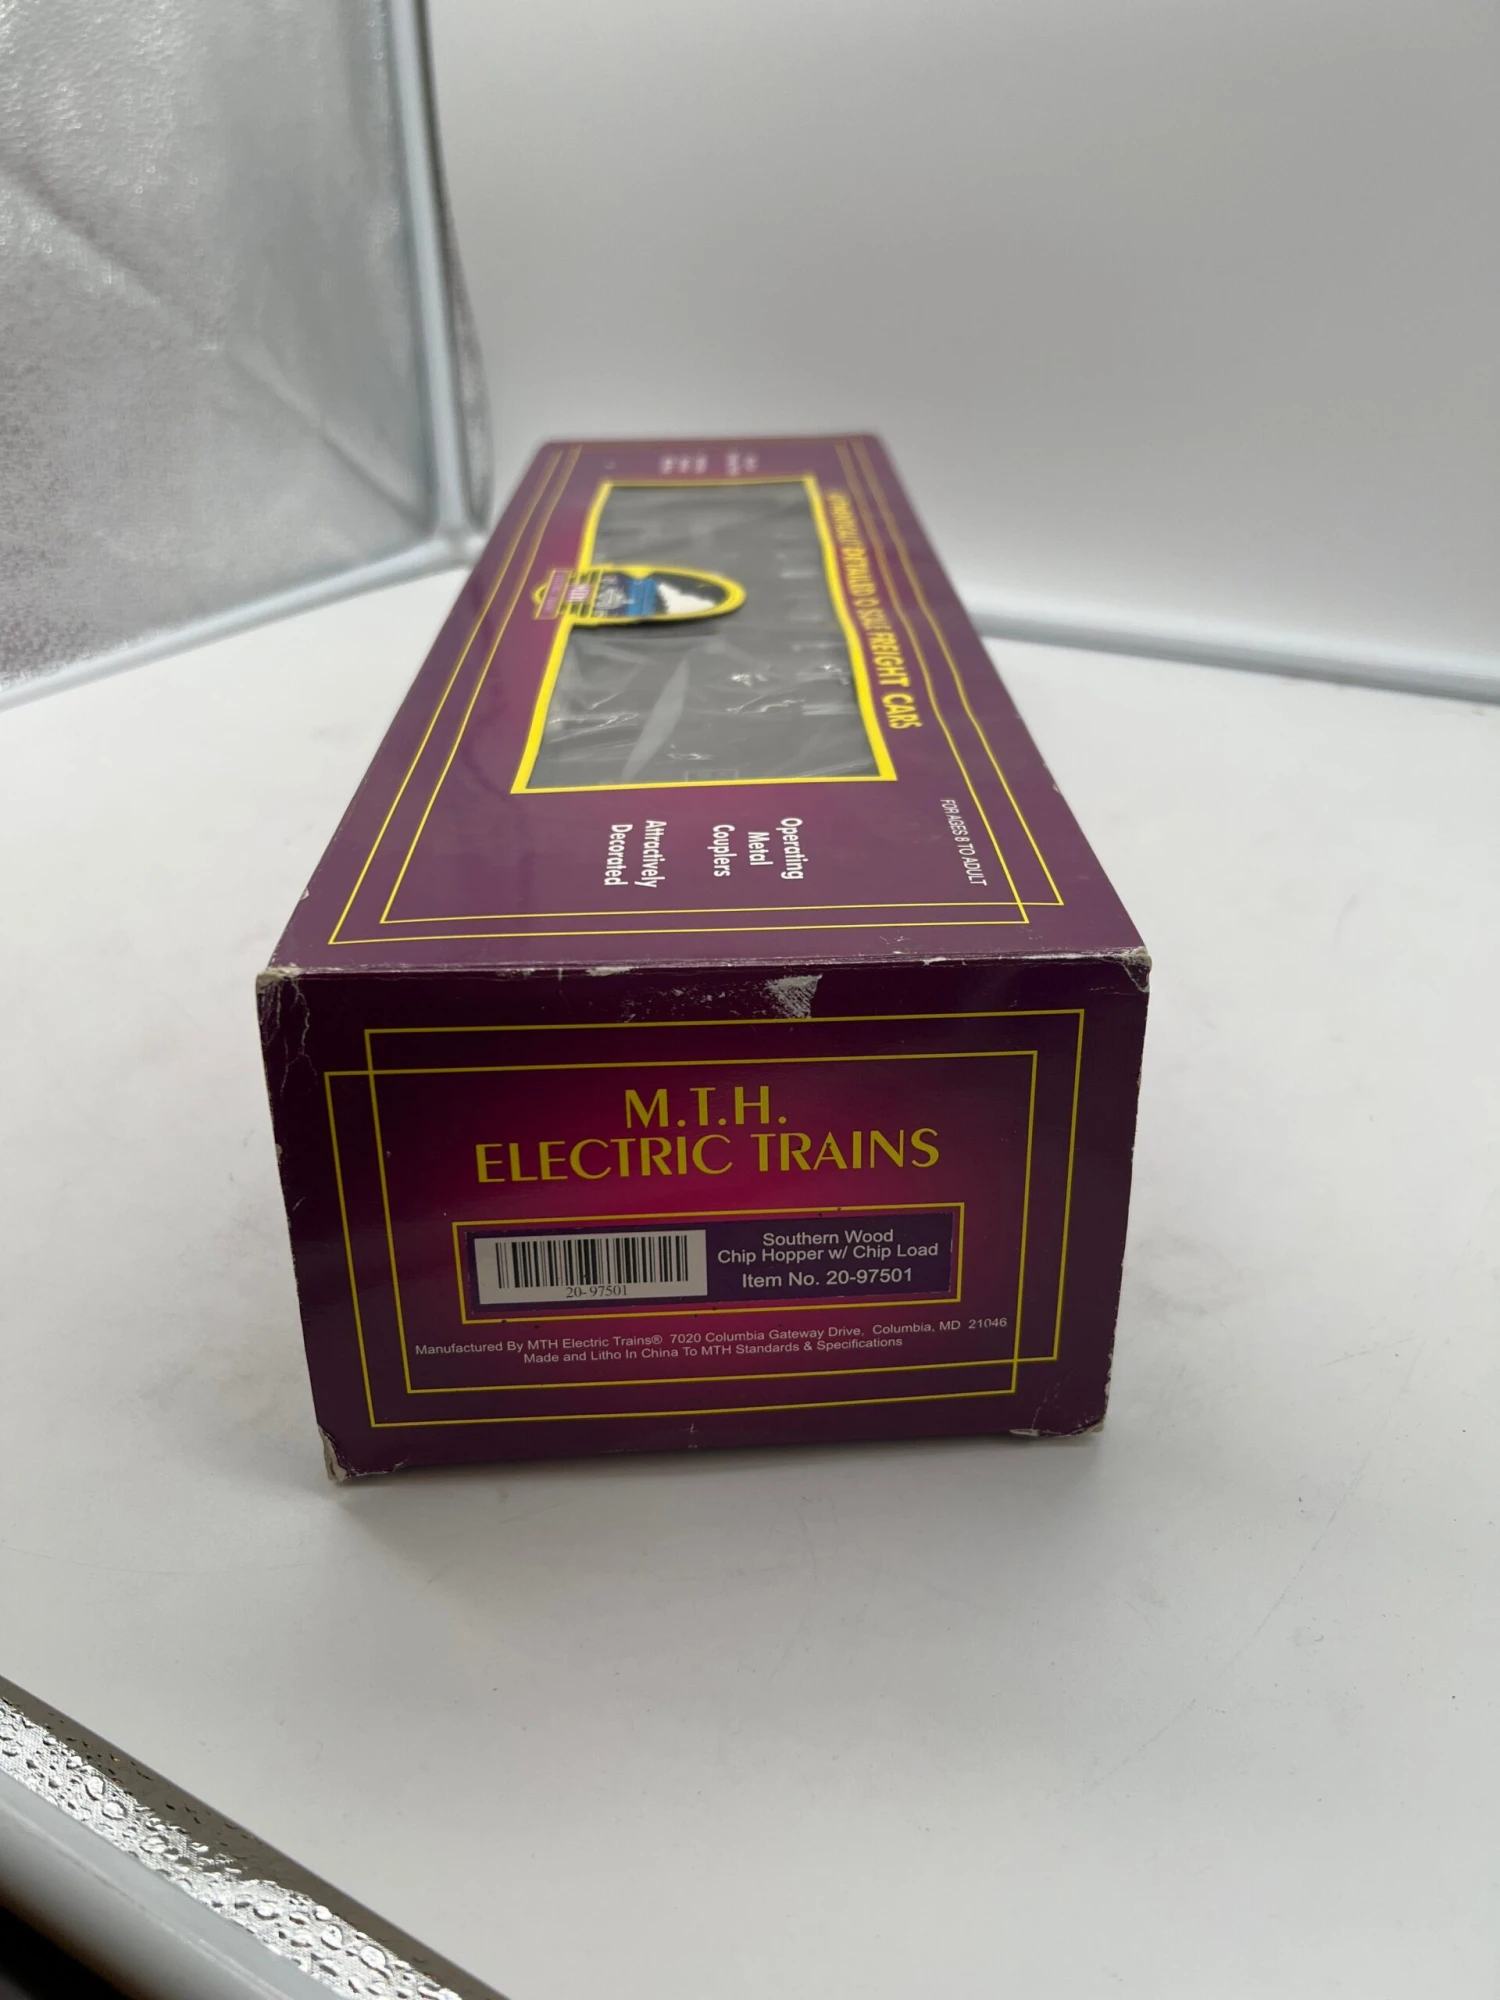 AUTHENTICALLY DETAILED O SCALE FREIGHT CARS
FOR AGES 8 TO ADULT
Operating
Metal
Couplers
Attractively
Decorated
M.T.H.
ELECTRIC TRAINS
20-97501
Southern Wood
Chip Hopper w/ Chip Load
Item No. 20-97501
Manufactured By MTH Electric Trains® 7020 Columbia Gateway Drive, Columbia, MD 21046
Made and Litho In China To MTH Standards & Specifications